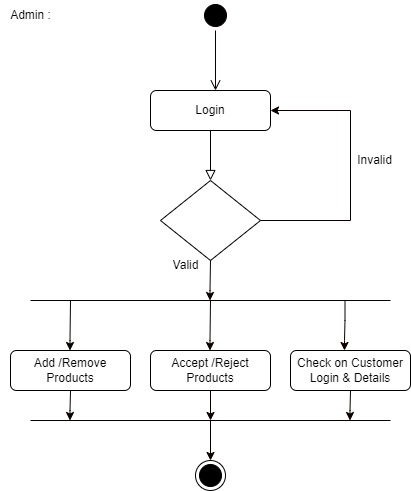 Admin :
Login
Invalid
Valid
Add /Remove
Products
Accept /Reject
Products
Check on Customer
Login & Details